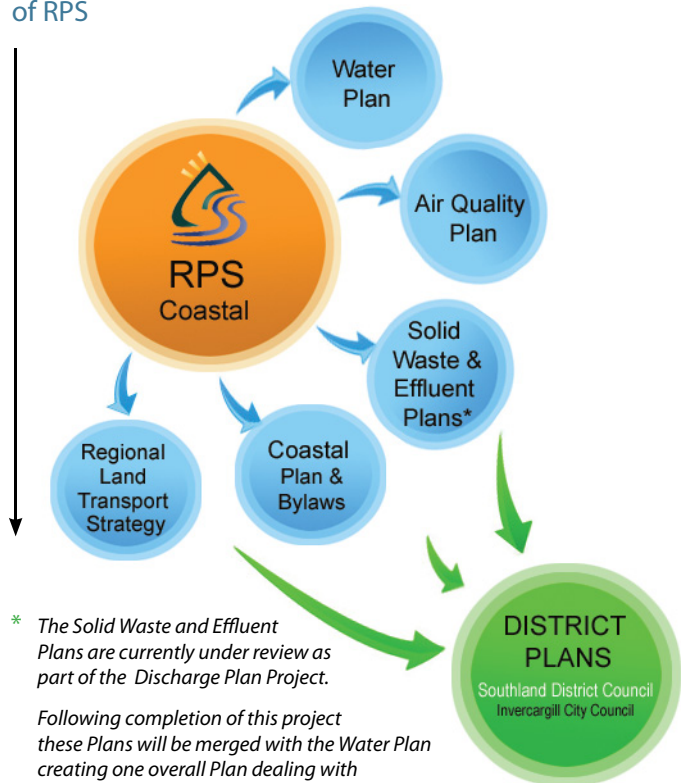 of RPS
Water
Plan
Air Quality
Plan
RPS
Coastal
Solid
Waste &
Effluent
Plans*
Regional
Land
Transport
Strategy
Coastal
Plan &
Bylaws
* The Solid Waste and Effluent
Plans are currently under review as
part of the Discharge Plan Project.
Following completion of this project
these Plans will be merged with the Water Plan
creating one overall Plan dealing with
DISTRICT
PLANS
Southland District Council
Invercargill City Council